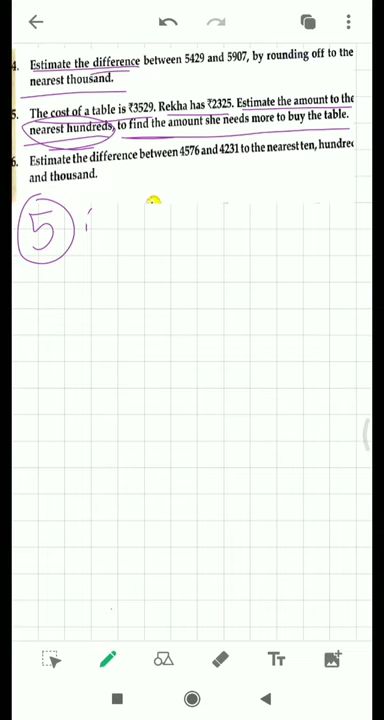 4. Estimate the difference between 5429 and 5907, by rounding off to the
nearest thousand.
5. The cost of a table is ₹3529. Rekha has ₹2325. Estimate the amount to the
nearest hundreds, to find the amount she needs more to buy the table.
6. Estimate the difference between 4576 and 4231 to the nearest ten, hundred
and thousand.
5
TT